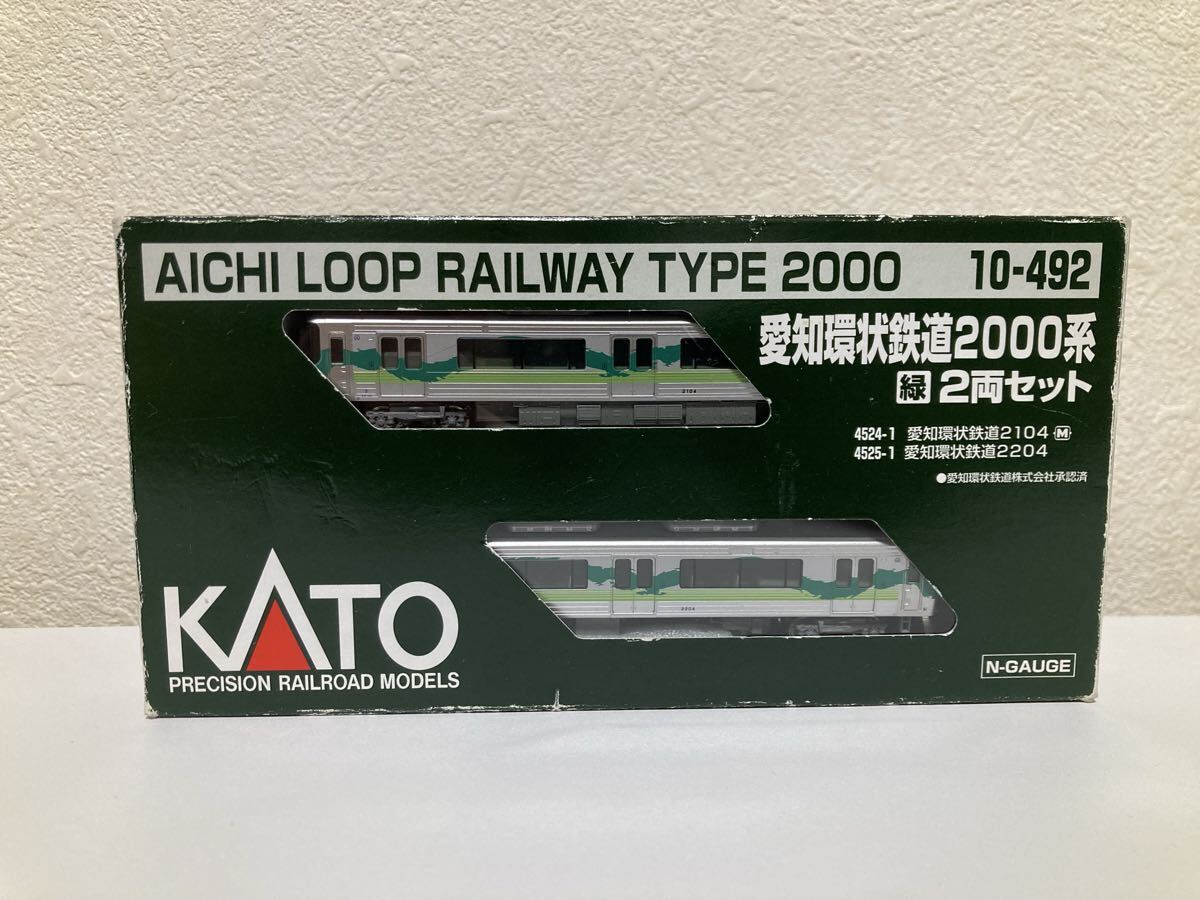 AICHI LOOP RAILWAY TYPE 2000 10-492
愛知環状鉄道2000系
緑 2両セット
4524-1 愛知環状鉄道2104 M
4525-1 愛知環状鉄道2204
●愛知環状鉄道株式会社承認済
2104
2204
KATO
PRECISION RAILROAD MODELS
N-GAUGE